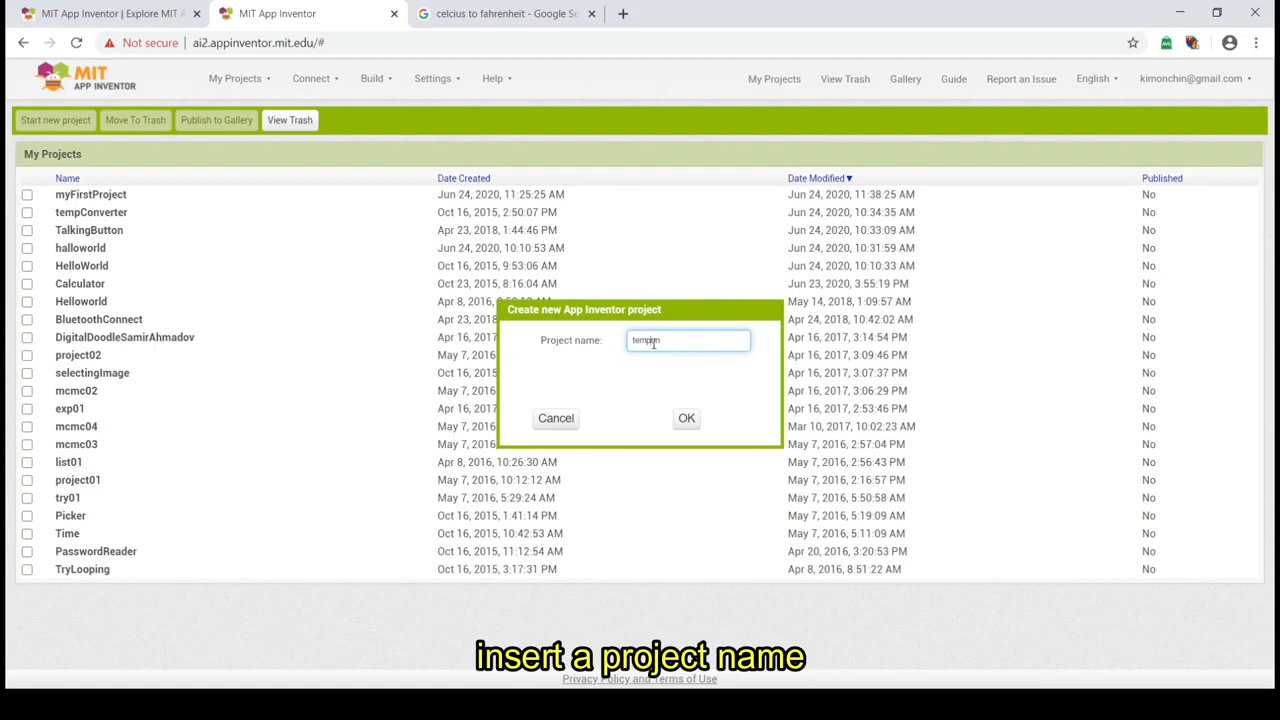 MIT App Inventor | Explore MIT A
MIT App Inventor
celcius to fahrenheit - Google Se
Not secure | ai2.appinventor.mit.edu/#
MIT
APP INVENTOR
My Projects Connect Build Settings Help My Projects View Trash Gallery Guide Report an Issue English kimonchin@gmail.com
Start new project Move To Trash Publish to Gallery View Trash
My Projects
Name Date Created Date Modified Published
myFirstProject Jun 24, 2020, 11:25:25 AM Jun 24, 2020, 11:38:25 AM No
tempConverter Oct 16, 2015, 2:50:07 PM Jun 24, 2020, 10:34:35 AM No
TalkingButton Apr 23, 2018, 1:44:46 PM Jun 24, 2020, 10:33:09 AM No
halloworld Jun 24, 2020, 10:10:53 AM Jun 24, 2020, 10:31:59 AM No
HelloWorld Oct 16, 2015, 9:53:06 AM Jun 24, 2020, 10:10:33 AM No
Calculator Oct 23, 2015, 8:16:04 AM Jun 23, 2020, 3:55:19 PM No
Helloworld Apr 8, 2016, AM May 14, 2018, 1:09:57 AM No
BluetoothConnect Apr 23, 2018 Apr 24, 2018, 10:42:02 AM No
DigitalDoodleSamirAhmadov Apr 16, 2017 Apr 16, 2017, 3:14:54 PM No
project02 May 7, 2016 Apr 16, 2017, 3:09:46 PM No
selectingImage Oct 16, 2015 Apr 16, 2017, 3:07:37 PM No
mcmc02 May 7, 2016 Apr 16, 2017, 3:06:29 PM No
exp01 Apr 16, 2017 Apr 16, 2017, 2:53:46 PM No
mcmc04 May 7, 2016 Mar 10, 2017, 10:02:23 AM No
mcmc03 May 7, 2016 May 7, 2016, 2:57:04 PM No
list01 Apr 8, 2016, 10:26:30 AM May 7, 2016, 2:56:43 PM No
project01 May 7, 2016, 10:12:12 AM May 7, 2016, 2:16:57 PM No
try01 May 7, 2016, 5:29:24 AM May 7, 2016, 5:50:58 AM No
Picker Oct 16, 2015, 1:41:14 PM May 7, 2016, 5:19:09 AM No
Time Oct 16, 2015, 10:42:53 AM May 7, 2016, 5:11:09 AM No
PasswordReader Oct 16, 2015, 11:12:54 AM Apr 20, 2016, 3:20:53 PM No
TryLooping Oct 16, 2015, 3:17:31 PM Apr 8, 2016, 8:51:22 AM No
Create new App Inventor project
Project name:
Cancel OK
insert a project name
Privacy Policy and Terms of Use